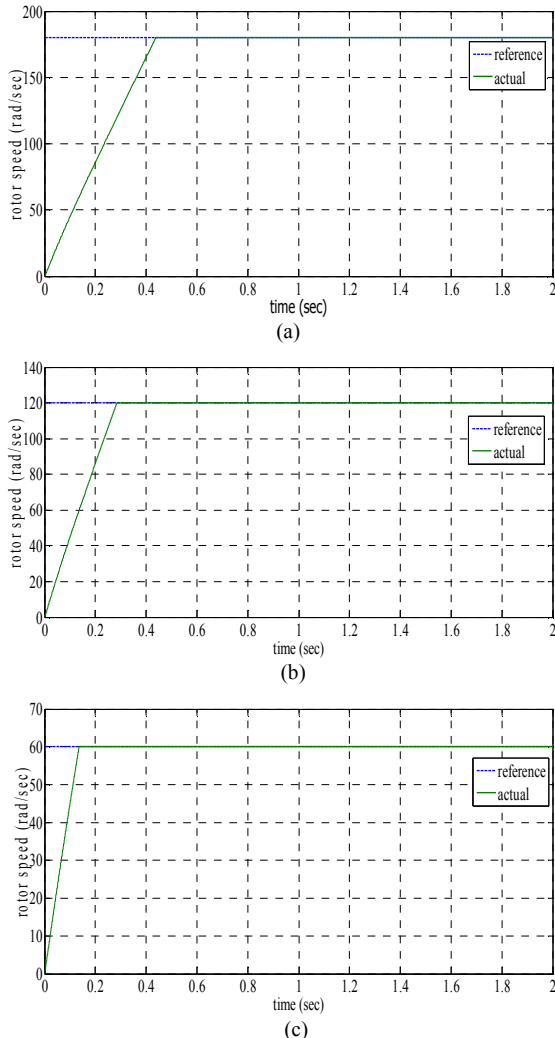 200
150
100
50
0
rotor speed (rad/sec)
reference
actual
0 0.2 0.4 0.6 0.8 1 1.2 1.4 1.6 1.8 2
time (sec)
(a)
140
120
100
80
60
40
20
0
rotor speed (rad/sec)
reference
actual
0 0.2 0.4 0.6 0.8 1 1.2 1.4 1.6 1.8 2
time (sec)
(b)
70
60
50
40
30
20
10
0
rotor speed (rad/sec)
reference
actual
0 0.2 0.4 0.6 0.8 1 1.2 1.4 1.6 1.8 2
time (sec)
(c)